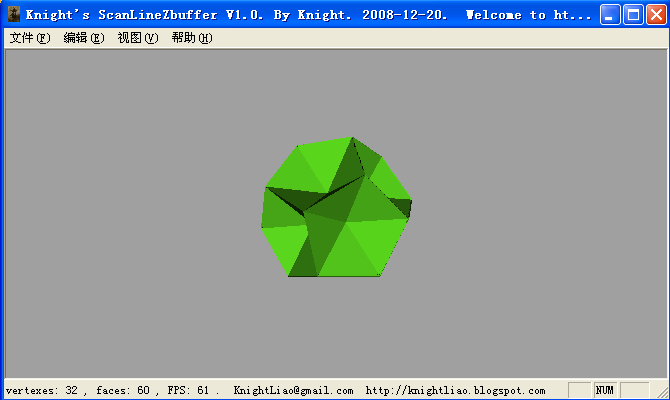 Knight's ScanLineZbuffer V1.0. By Knight. 2008-12-20.  Welcome to ht...
文件(F) 编辑(E) 视图(V) 帮助(H)
vertexes: 32 , faces: 60 , FPS: 61 .  KnightLiao@gmail.com  http://knightliao.blogspot.com NUM